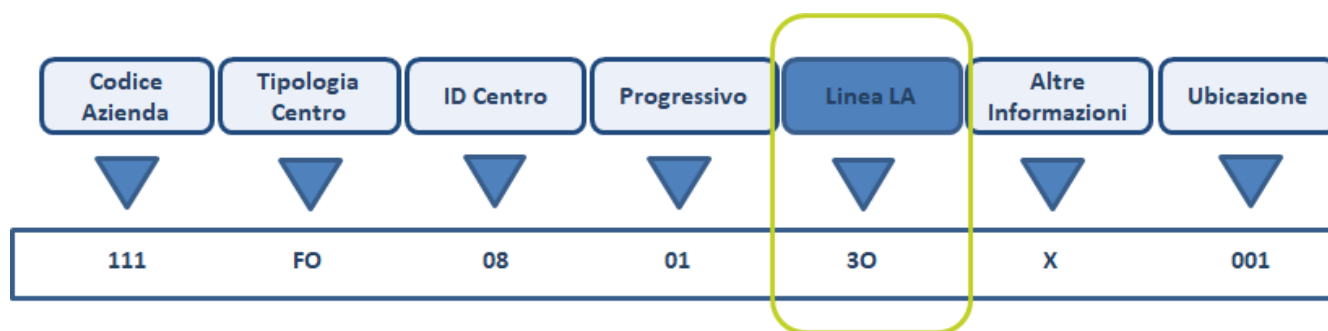 Codice Azienda
Tipologia Centro
ID Centro
Progressivo
Linea LA
Altre Informazioni
Ubicazione
111 FO 08 01 3O X 001